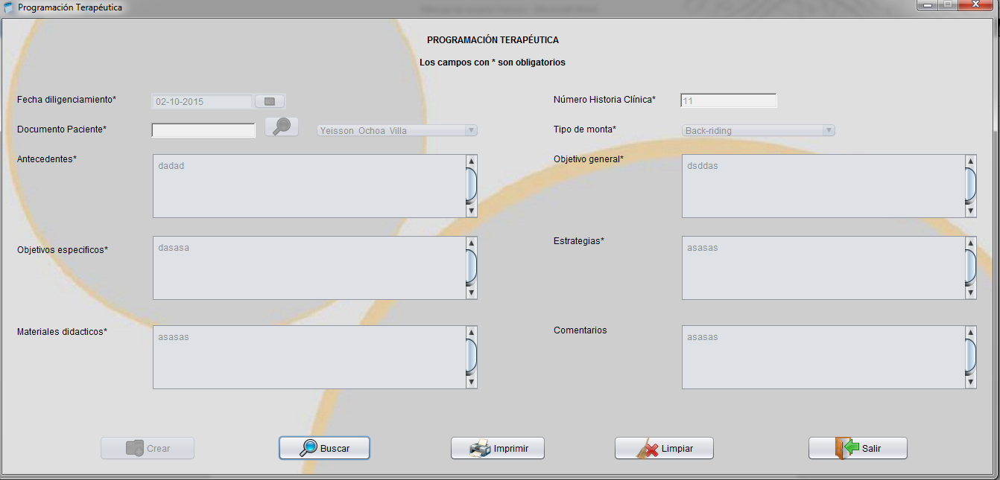 Programación Terapéutica
PROGRAMACIÓN TERAPÉUTICA
Los campos con * son obligatorios
Fecha diligenciamiento* 02-10-2015 Número Historia Clínica* 11
Documento Paciente* Yeisson Ochoa Villa Tipo de monta* Back-riding
Antecedentes* dadad Objetivo general* dsddas
Objetivos especificos* dasasa Estrategias* asasas
Materiales didacticos* asasas Comentarios asasas
Crear Buscar Imprimir Limpiar Salir